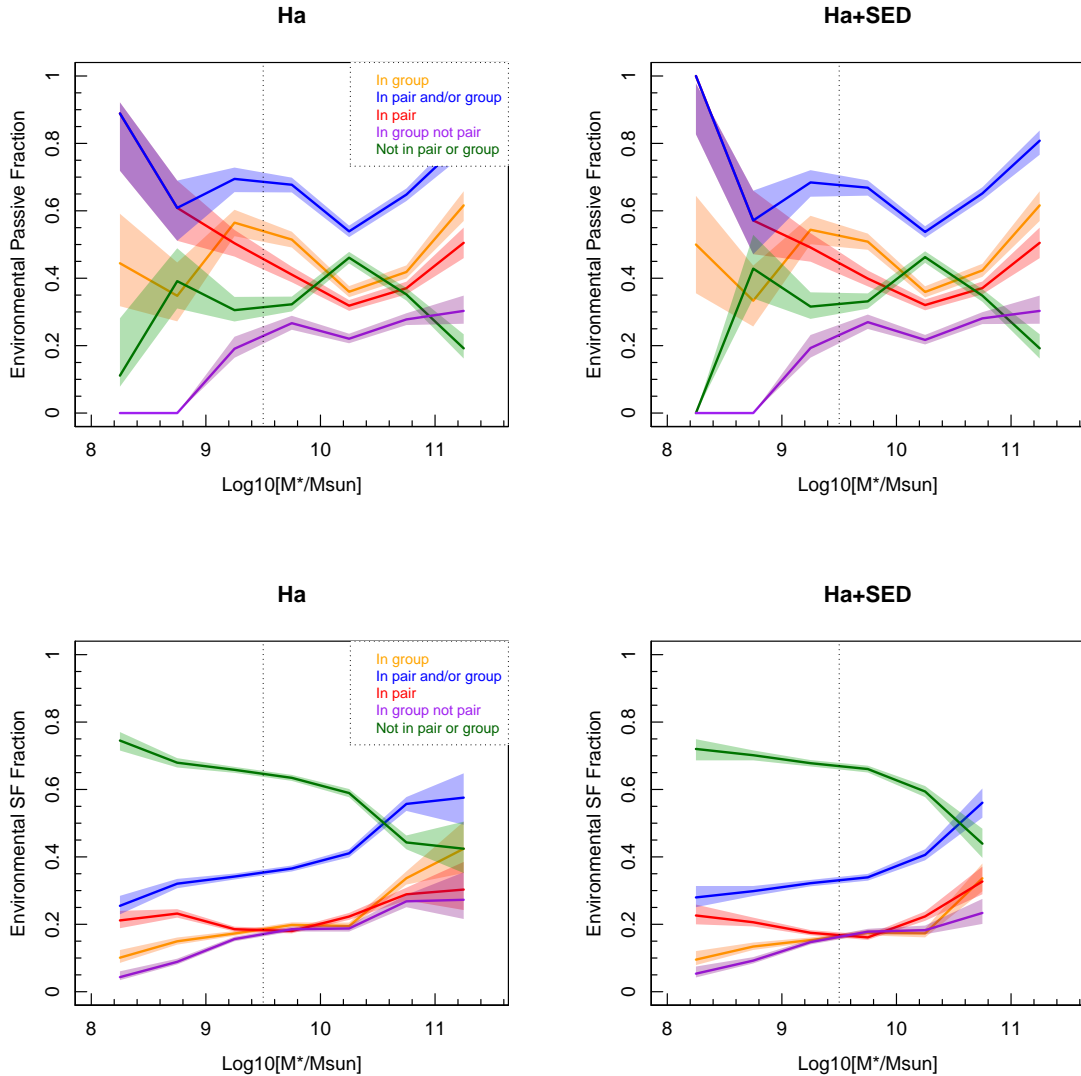 Ha
Environmental Passive Fraction
1
0.8
0.6
0.4
0.2
0
In group
In pair and/or group
In pair
In group not pair
Not in pair or group
8 9 10 11
Log10[M*/Msun]
Ha+SED
Environmental Passive Fraction
1
0.8
0.6
0.4
0.2
0
8 9 10 11
Log10[M*/Msun]
Ha
Environmental SF Fraction
1
0.8
0.6
0.4
0.2
0
In group
In pair and/or group
In pair
In group not pair
Not in pair or group
8 9 10 11
Log10[M*/Msun]
Ha+SED
Environmental SF Fraction
1
0.8
0.6
0.4
0.2
0
8 9 10 11
Log10[M*/Msun]